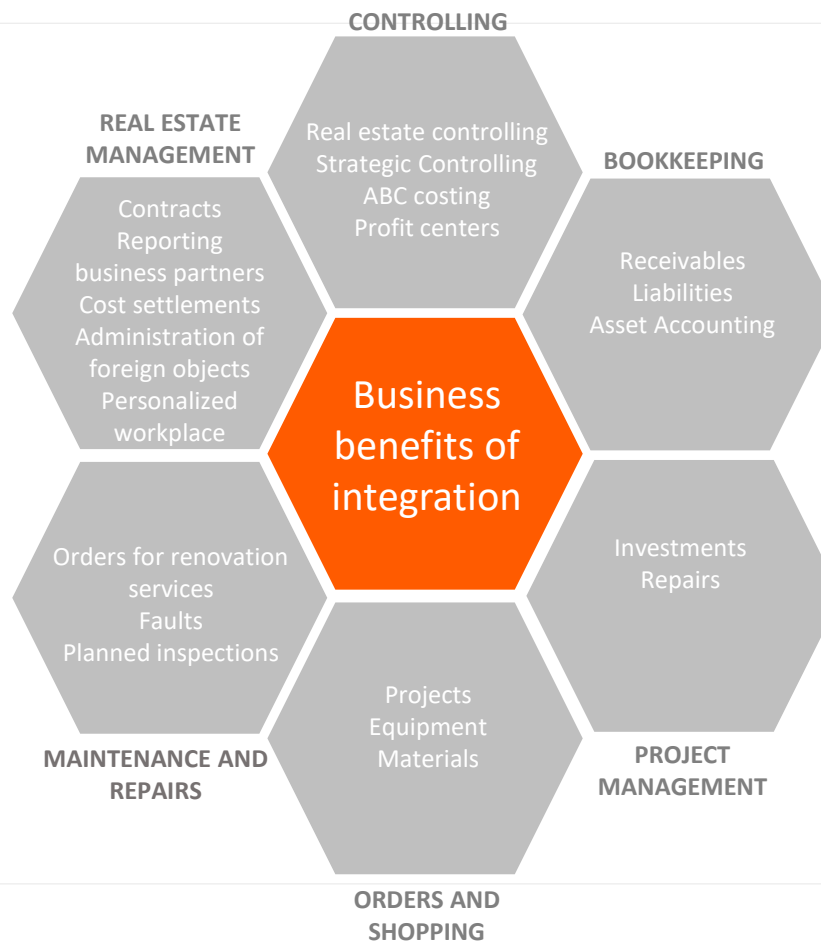 CONTROLLING
Real estate controlling
Strategic Controlling
ABC costing
Profit centers
REAL ESTATE
MANAGEMENT
Contracts
Reporting
business partners
Cost settlements
Administration of
foreign objects
Personalized
workplace
BOOKKEEPING
Receivables
Liabilities
Asset Accounting
Business
benefits of
integration
Orders for renovation
services
Faults
Planned inspections
MAINTENANCE AND
REPAIRS
Investments
Repairs
PROJECT
MANAGEMENT
Projects
Equipment
Materials
ORDERS AND
SHOPPING